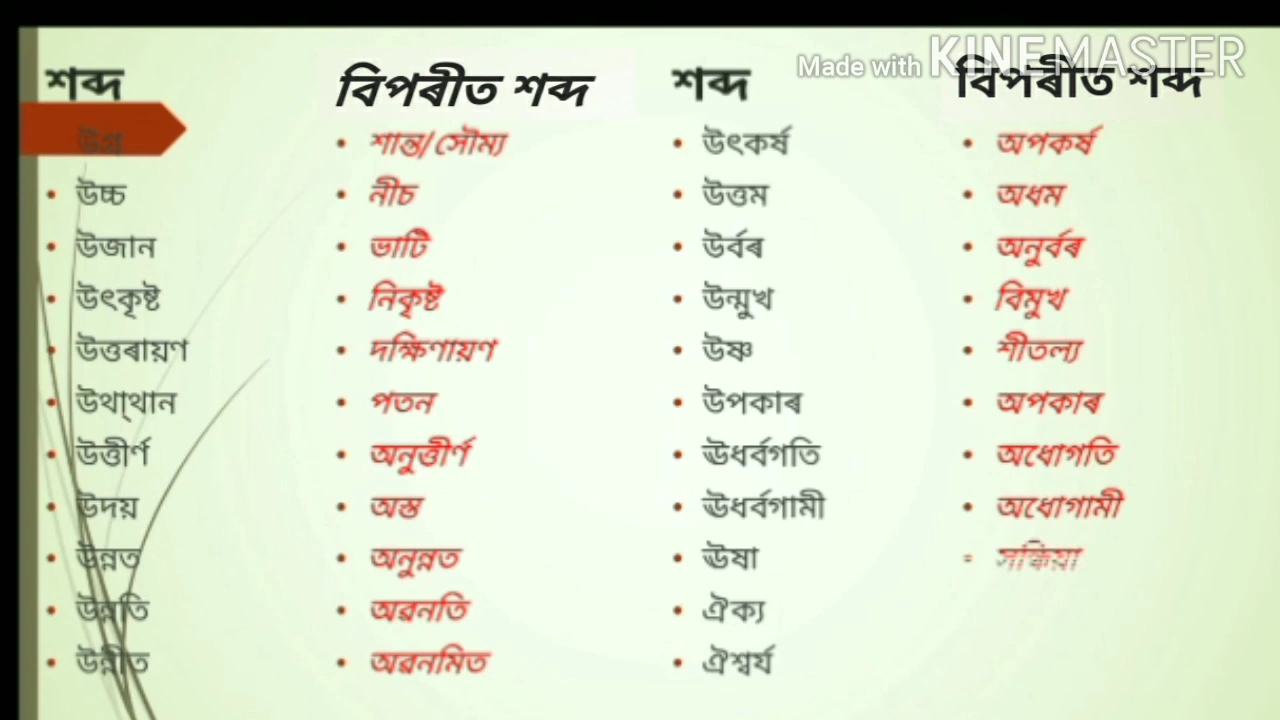 Made with KINEMASTER
শব্দ বিপৰীত শব্দ শব্দ বিপৰীত শব্দ
উগ্ৰ শান্ত/সৌম্য উৎকৰ্ষ অপকৰ্ষ
উচ্চ নীচ উত্তম অধম
উজান ভাটি উৰ্বৰ অনুৰ্বৰ
উৎকৃষ্ট নিকৃষ্ট উন্মুখ বিমুখ
উত্তৰায়ণ দক্ষিণায়ণ উষ্ণ শীতল্য
উথা্থান পতন উপকাৰ অপকাৰ
উত্তীৰ্ণ অনুত্তীৰ্ণ ঊধৰ্বগতি অধোগতি
উদয় অস্ত ঊধৰ্বগামী অধোগামী
উন্নত অনুন্নত ঊষা
উন্নতি অৱনতি ঐক্য
উন্নীত অৱনমিত ঐশ্বৰ্য